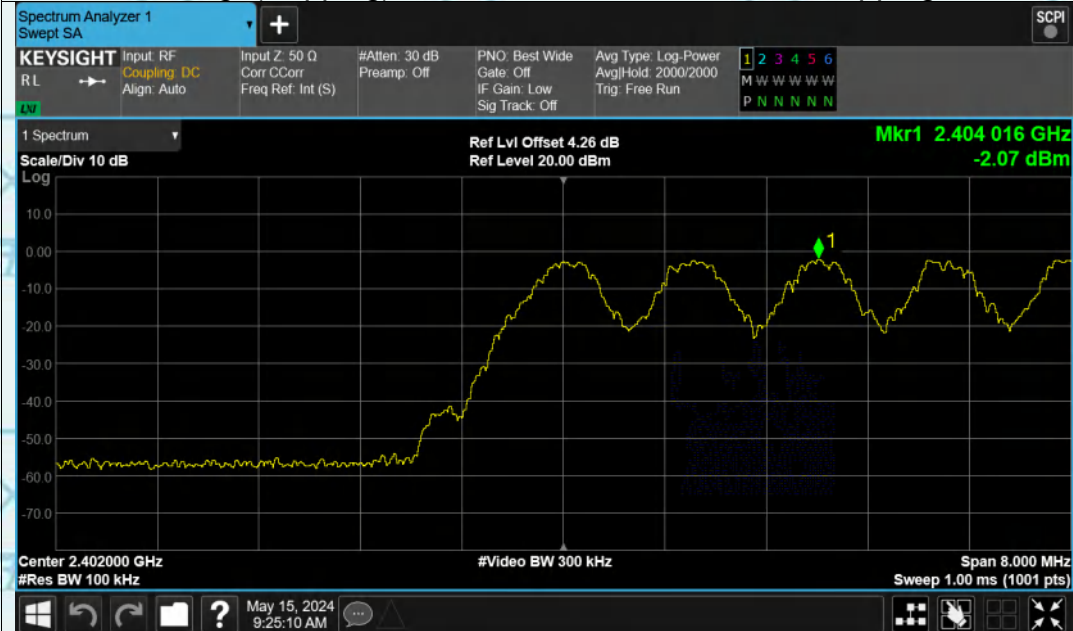 Spectrum Analyzer 1
Swept SA
+
SCPI
KEYSIGHT
RL
LXI
Input: RF
Coupling: DC
Align: Auto
Input Z: 50 Ω
Corr CCorr
Freq Ref: Int (S)
#Atten: 30 dB
Preamp: Off
PNO: Best Wide
Gate: Off
IF Gain: Low
Sig Track: Off
Avg Type: Log-Power
Avg|Hold: 2000/2000
Trig: Free Run
1 2 3 4 5 6
M W W W W W
P N N N N N
1 Spectrum
Scale/Div 10 dB
Log
Ref Lvl Offset 4.26 dB
Ref Level 20.00 dBm
Mkr1 2.404 016 GHz
-2.07 dBm
10.0
0.00
-10.0
-20.0
-30.0
-40.0
-50.0
-60.0
-70.0
1
Center 2.402000 GHz
#Res BW 100 kHz
#Video BW 300 kHz
Span 8.000 MHz
Sweep 1.00 ms (1001 pts)
?
May 15, 2024
9:25:10 AM